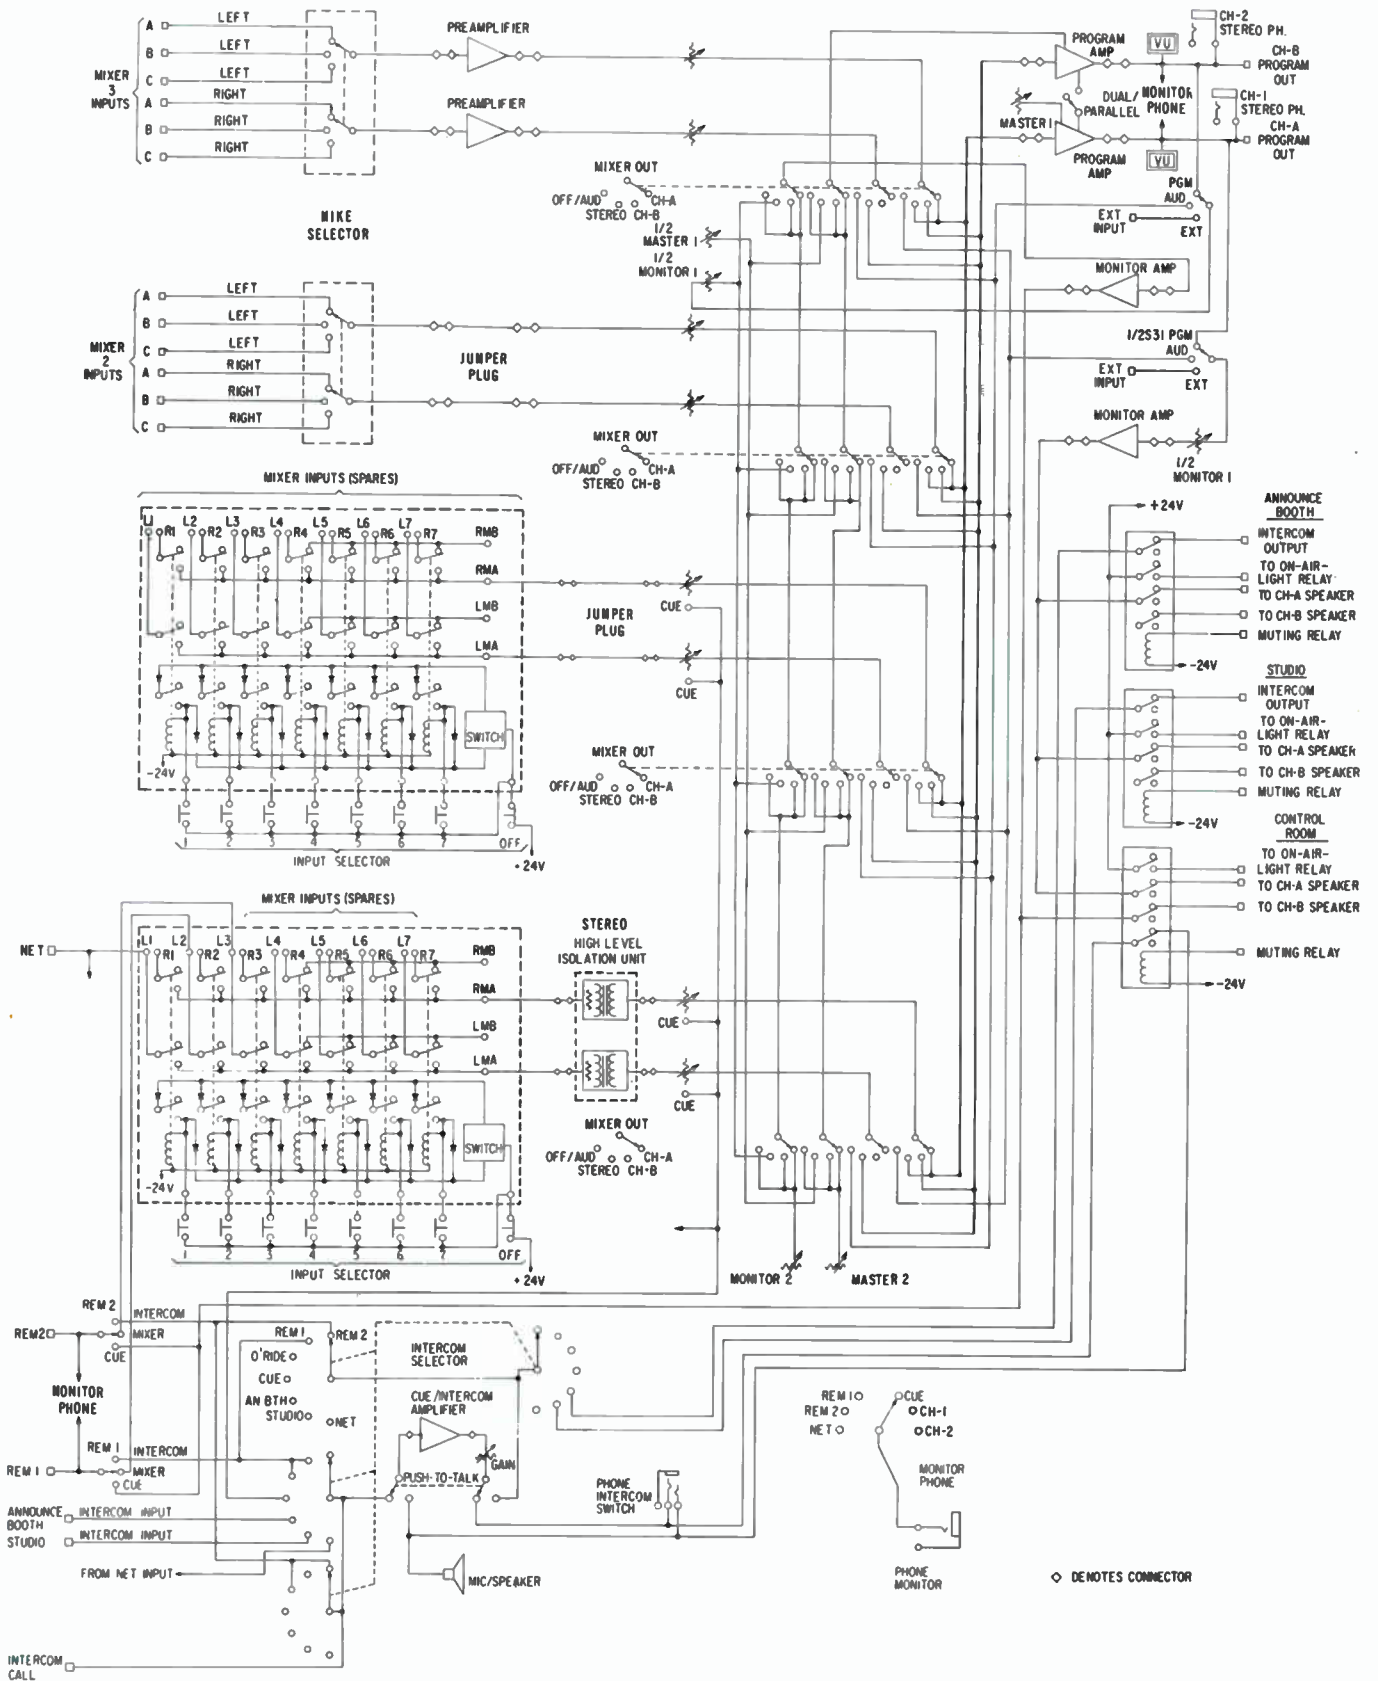 A
LEFT
B
LEFT
C
LEFT
A
RIGHT
B
RIGHT
C
RIGHT
MIXER
3
INPUTS
PREAMPLIFIER
PREAMPLIFIER
MIKE
SELECTOR
PROGRAM
AMP
VU
CH-2
STEREO PH.
CH-B
PROGRAM
OUT
DUAL/
PARALLEL
MONITOR
PHONE
MASTER 1
CH-1
STEREO PH.
CH-A
PROGRAM
OUT
PROGRAM
AMP
VU
PGM
AUD
EXT
INPUT
EXT
MIXER OUT
OFF/AUD
CH-A
STEREO CH-B
1/2
MASTER 1
1/2
MONITOR 1
MONITOR AMP
A
LEFT
B
LEFT
C
LEFT
A
RIGHT
B
RIGHT
C
RIGHT
MIXER
2
INPUTS
JUMPER
PLUG
1/2S31 PGM
AUD
EXT
INPUT
EXT
MONITOR AMP
1/2
MONITOR 1
MIXER OUT
OFF/AUD
CH-A
STEREO CH-B
MIXER INPUTS (SPARES)
L1
R1
L2
R2
L3
R3
L4
R4
L5
R5
L6
R6
L7
R7
RMB
RMA
LMB
LMA
SWITCH
-24V
1
2
3
4
5
6
7
OFF
+24V
INPUT SELECTOR
JUMPER
PLUG
CUE
CUE
MIXER OUT
OFF/AUD
CH-A
STEREO CH-B
+24V
ANNOUNCE
BOOTH
INTERCOM
OUTPUT
TO ON-AIR-
LIGHT RELAY
TO CH-A SPEAKER
TO CH-B SPEAKER
MUTING RELAY
-24V
STUDIO
INTERCOM
OUTPUT
TO ON-AIR-
LIGHT RELAY
TO CH-A SPEAKER
TO CH-B SPEAKER
MUTING RELAY
-24V
CONTROL
ROOM
TO ON-AIR-
LIGHT RELAY
TO CH-A SPEAKER
TO CH-B SPEAKER
MUTING RELAY
-24V
MIXER INPUTS (SPARES)
NET
L1
R1
L2
R2
L3
R3
L4
R4
L5
R5
L6
R6
L7
R7
RMB
RMA
LMB
LMA
SWITCH
-24V
1
2
3
4
5
6
7
OFF
+24V
INPUT SELECTOR
STEREO
HIGH LEVEL
ISOLATION UNIT
CUE
CUE
MIXER OUT
OFF/AUD
CH-A
STEREO CH-B
MONITOR 2
MASTER 2
REM 2
INTERCOM
REM2
MIXER
CUE
MONITOR
PHONE
REM 1
INTERCOM
REM 1
MIXER
CUE
ANNOUNCE
BOOTH
INTERCOM INPUT
STUDIO
INTERCOM INPUT
FROM NET INPUT
INTERCOM
CALL
REM 1
REM 2
O'RIDE
CUE
AN BTH
STUDIO
NET
INTERCOM
SELECTOR
CUE/INTERCOM
AMPLIFIER
GAIN
PUSH-TO-TALK
MIC/SPEAKER
PHONE
INTERCOM
SWITCH
REM 1
REM 2
NET
CUE
CH-1
CH-2
MONITOR
PHONE
PHONE
MONITOR
DENOTES CONNECTOR